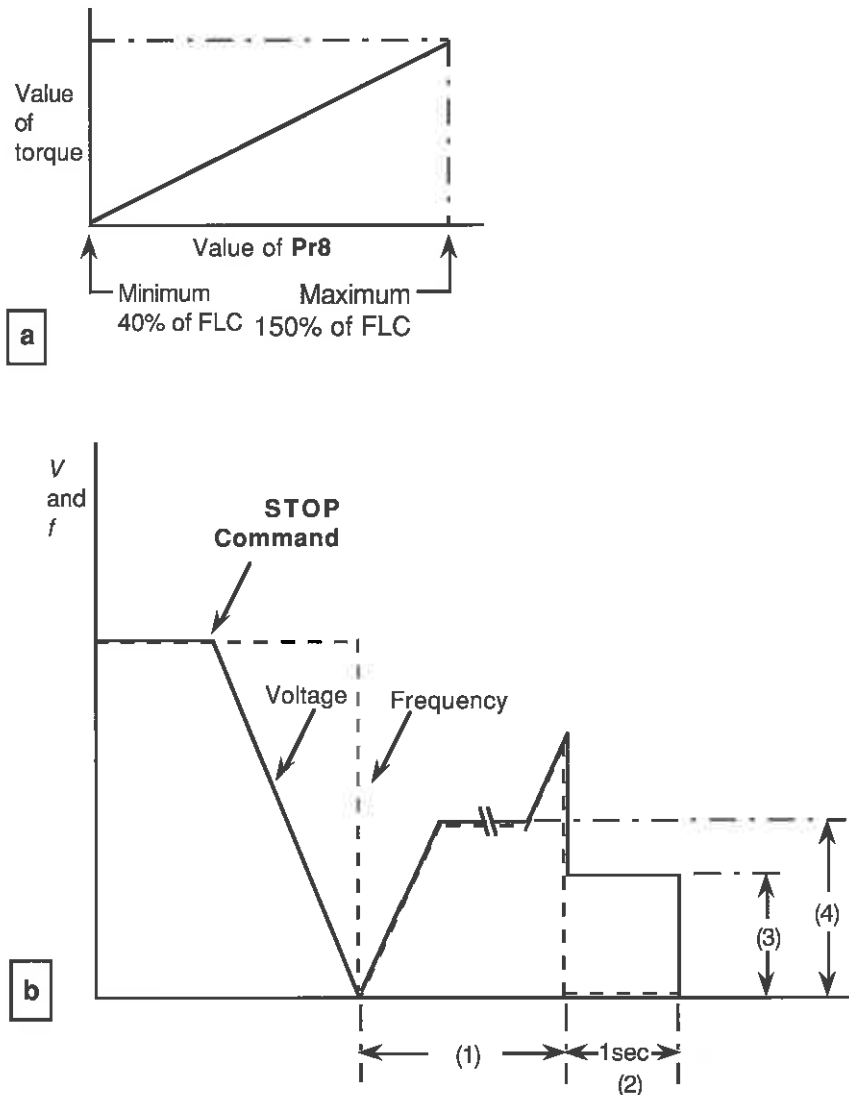 Value
of
torque
Value of Pr8
Minimum
40% of FLC
Maximum
150% of FLC
a
V
and
f
STOP
Command
Voltage
Frequency
(3)
(4)
b
(1)
1sec
(2)